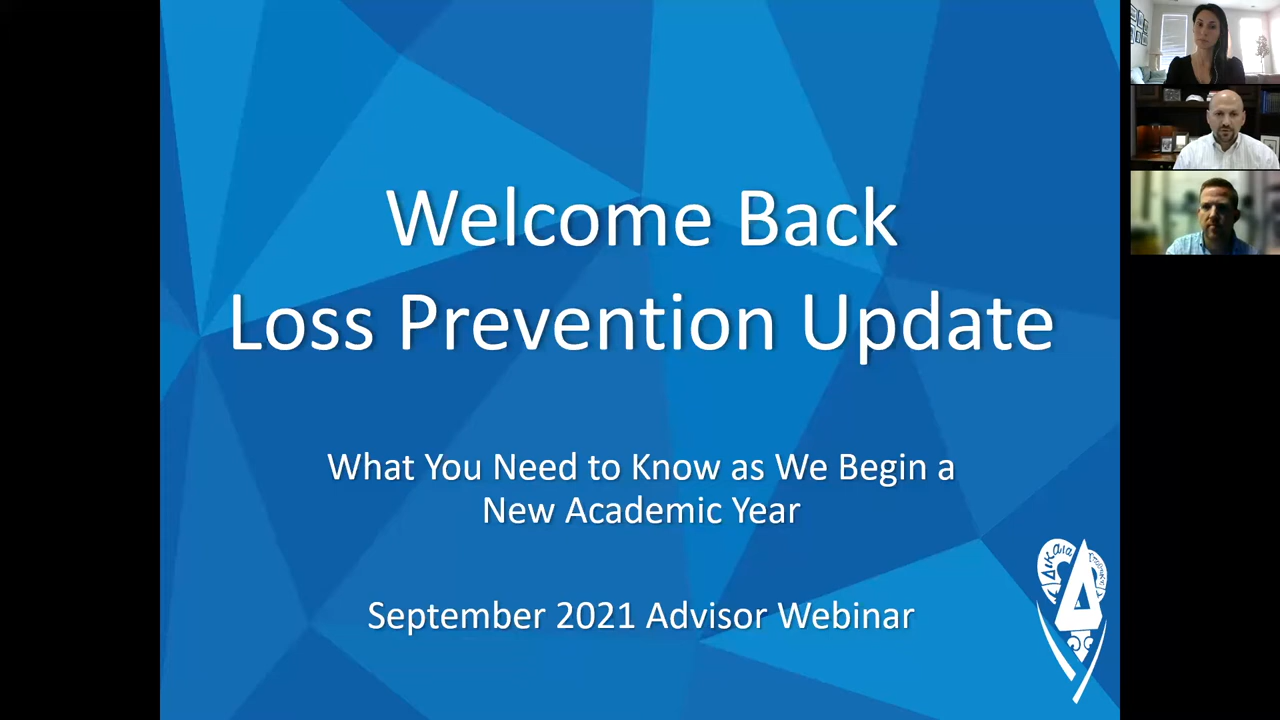 Welcome Back
Loss Prevention Update
What You Need to Know as We Begin a
New Academic Year
September 2021 Advisor Webinar
Δ